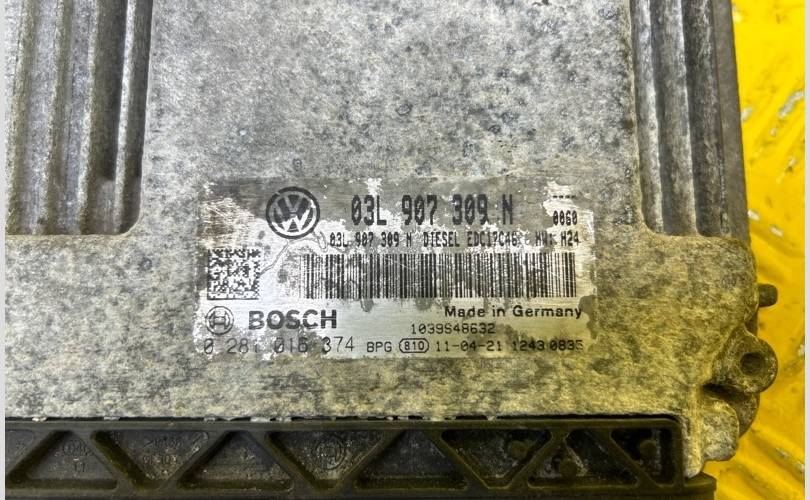 03L 907 309 N
0060
03L 907 309 N DIESEL EDC17C46 HW: H24
BOSCH
Made in Germany
1039S48632
0 281 016 374 BPG 810 11-04-21 1243 0835